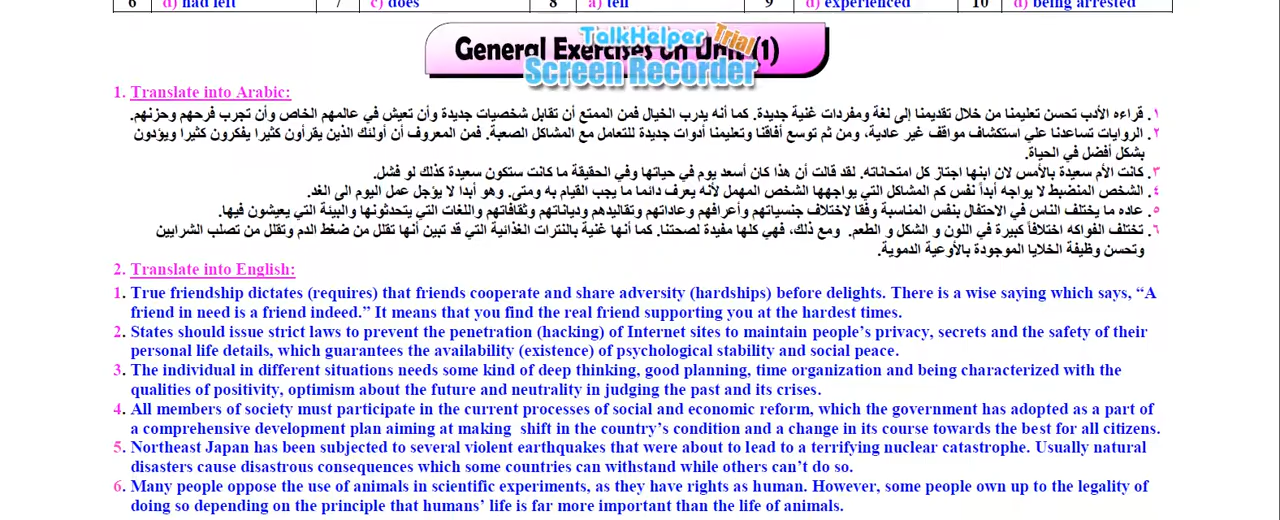 6 d) had left 7 c) does 8 a) tell 9 d) experienced 10 d) being arrested
General Exercises on Unit (1)
TalkHelper Trial
Screen Recorder
1. Translate into Arabic:
١. قراءه الأدب تحسن تعليمنا من خلال تقديمنا إلى لغة ومفردات غنية جديدة. كما أنه يدرب الخيال فمن الممتع أن تقابل شخصيات جديدة وأن تعيش في عالمهم الخاص وأن تجرب فرحهم وحزنهم.
٢. الروايات تساعدنا علي استكشاف مواقف غير عادية، ومن ثم توسع أفاقنا وتعليمنا أدوات جديدة للتعامل مع المشاكل الصعبة. فمن المعروف أن أولئك الذين يقرأون كثيرا يفكرون كثيرا ويؤدون
بشكل أفضل في الحياة.
٣. كانت الأم سعيدة بالأمس لان ابنها اجتاز كل امتحاناته. لقد قالت أن هذا كان أسعد يوم في حياتها وفي الحقيقة ما كانت ستكون سعيدة كذلك لو فشل.
٤. الشخص المنضبط لا يواجه أبداً نفس كم المشاكل التي يواجهها الشخص المهمل لأنه يعرف دائما ما يجب القيام به ومتى. وهو أبدا لا يؤجل عمل اليوم الى الغد.
٥. عاده ما يختلف الناس في الاحتفال بنفس المناسبة وفقا لاختلاف جنسياتهم وأعرافهم وعاداتهم وتقاليدهم ودياناتهم وثقافاتهم واللغات التي يتحدثونها والبيئة التي يعيشون فيها.
٦. تختلف الفواكه اختلافاً كبيرة في اللون و الشكل و الطعم. ومع ذلك، فهي كلها مفيدة لصحتنا. كما أنها غنية بالنترات الغذائية التي قد تبين أنها تقلل من ضغط الدم وتقلل من تصلب الشرايين
وتحسن وظيفة الخلايا الموجودة بالأوعية الدموية.
2. Translate into English:
1. True friendship dictates (requires) that friends cooperate and share adversity (hardships) before delights. There is a wise saying which says, “A
friend in need is a friend indeed.” It means that you find the real friend supporting you at the hardest times.
2. States should issue strict laws to prevent the penetration (hacking) of Internet sites to maintain people’s privacy, secrets and the safety of their
personal life details, which guarantees the availability (existence) of psychological stability and social peace.
3. The individual in different situations needs some kind of deep thinking, good planning, time organization and being characterized with the
qualities of positivity, optimism about the future and neutrality in judging the past and its crises.
4. All members of society must participate in the current processes of social and economic reform, which the government has adopted as a part of
a comprehensive development plan aiming at making shift in the country’s condition and a change in its course towards the best for all citizens.
5. Northeast Japan has been subjected to several violent earthquakes that were about to lead to a terrifying nuclear catastrophe. Usually natural
disasters cause disastrous consequences which some countries can withstand while others can’t do so.
6. Many people oppose the use of animals in scientific experiments, as they have rights as human. However, some people own up to the legality of
doing so depending on the principle that humans’ life is far more important than the life of animals.